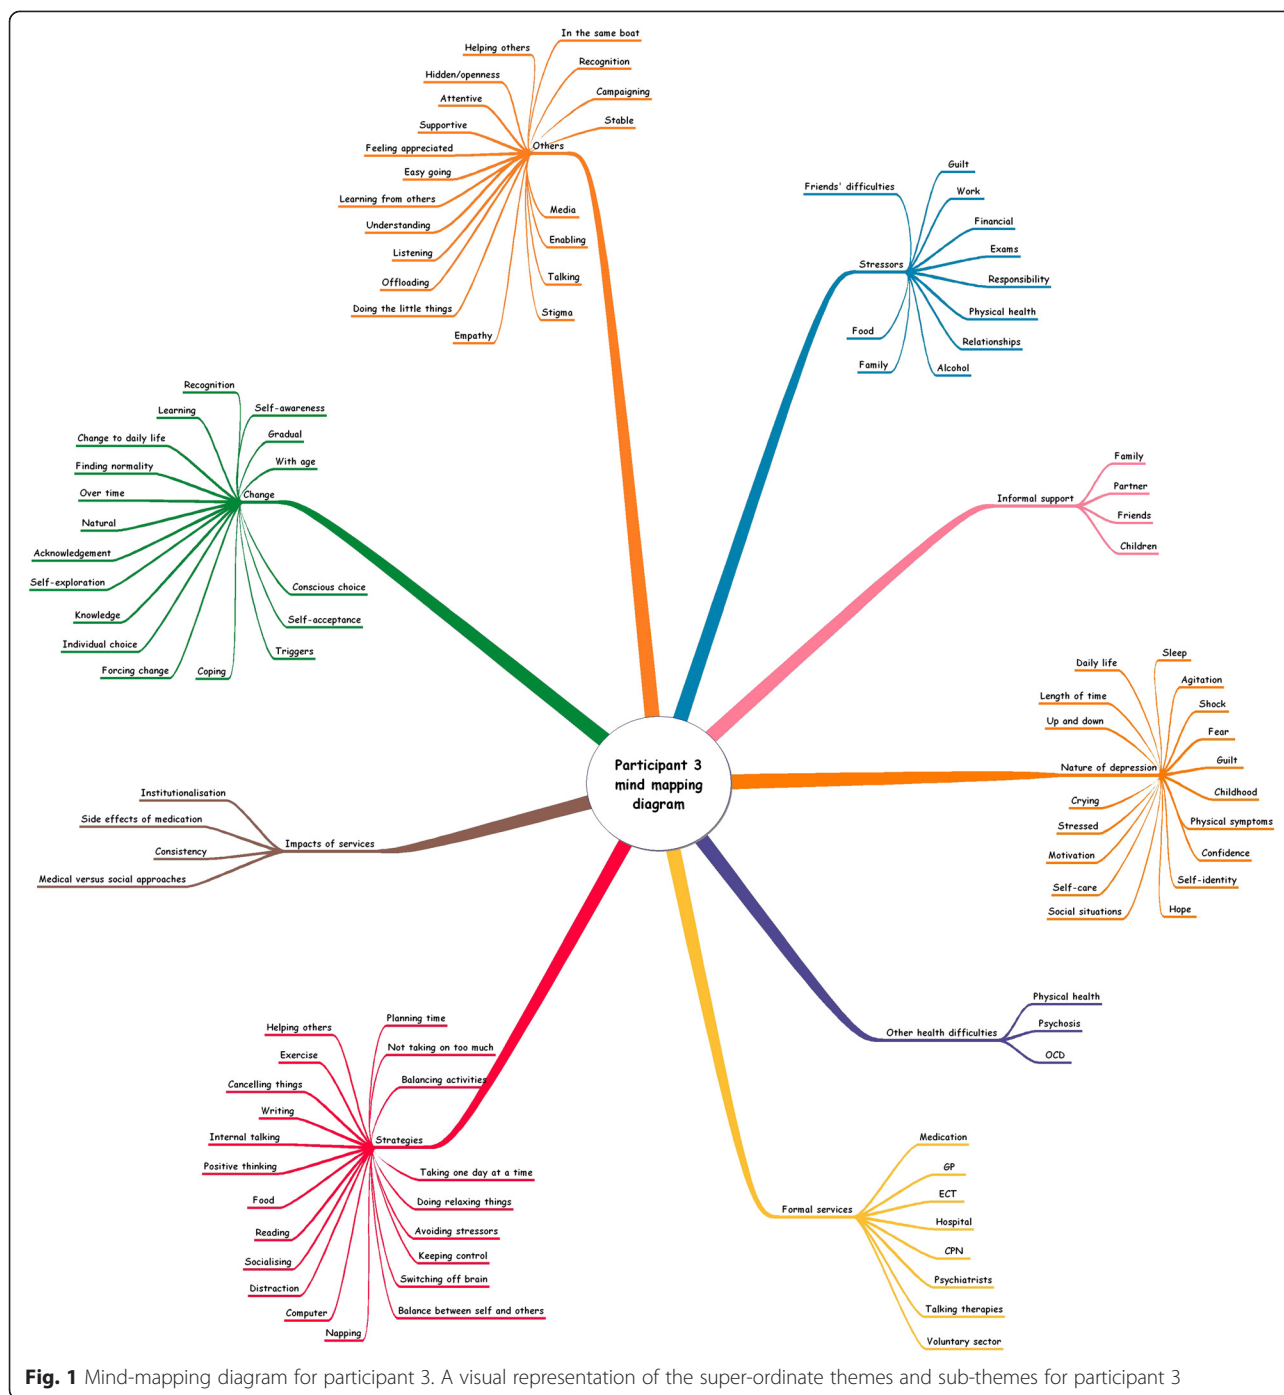 In the same boat
Helping others
Recognition
Hidden/openness
Campaigning
Attentive
Stable
Supportive
Others
Feeling appreciated
Easy going
Learning from others
Media
Understanding
Enabling
Listening
Talking
Offloading
Doing the little things
Stigma
Empathy
Guilt
Friends' difficulties
Work
Financial
Exams
Stressors
Responsibility
Physical health
Food
Relationships
Family
Alcohol
Recognition
Learning
Self-awareness
Change to daily life
Gradual
Finding normality
With age
Over time
Change
Natural
Acknowledgement
Self-exploration
Conscious choice
Knowledge
Self-acceptance
Individual choice
Triggers
Forcing change
Coping
Family
Informal support
Partner
Friends
Children
Sleep
Daily life
Agitation
Length of time
Shock
Up and down
Fear
Guilt
Nature of depression
Childhood
Crying
Physical symptoms
Stressed
Confidence
Motivation
Self-identity
Self-care
Social situations
Hope
Participant 3
mind mapping
diagram
Institutionalisation
Side effects of medication
Impacts of services
Consistency
Medical versus social approaches
Physical health
Other health difficulties
Psychosis
OCD
Planning time
Helping others
Not taking on too much
Exercise
Balancing activities
Cancelling things
Writing
Internal talking
Strategies
Positive thinking
Taking one day at a time
Food
Doing relaxing things
Reading
Avoiding stressors
Socialising
Keeping control
Distraction
Switching off brain
Computer
Balance between self and others
Napping
Medication
GP
ECT
Formal services
Hospital
CPN
Psychiatrists
Talking therapies
Voluntary sector
Fig. 1 Mind-mapping diagram for participant 3. A visual representation of the super-ordinate themes and sub-themes for participant 3